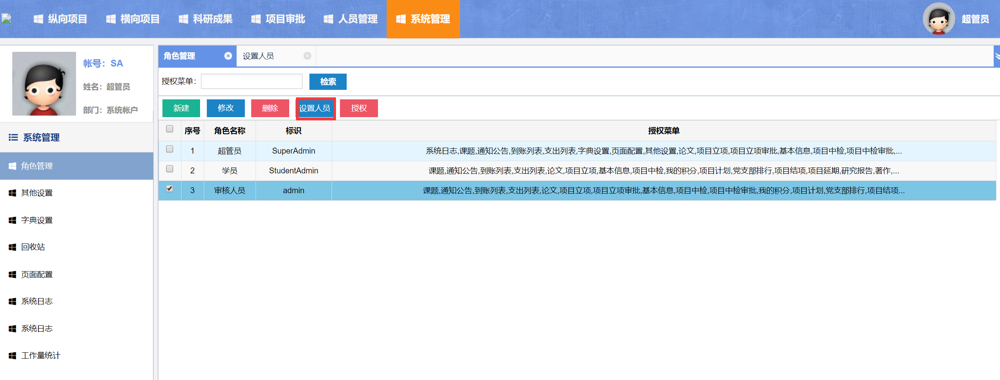 纵向项目 横向项目 科研成果 项目审批 人员管理 系统管理 超管员
帐号：SA
姓名：超管员
部门：系统帐户
系统管理
角色管理
其他设置
字典设置
回收站
页面配置
系统日志
系统日志
工作量统计
角色管理 设置人员
授权菜单： 检索
新建 修改 删除 设置人员 授权
序号 角色名称 标识 授权菜单
1 超管员 SuperAdmin 系统日志,课题,通知公告,到账列表,支出列表,字典设置,页面配置,其他设置,论文,项目立项,项目立项审批,基本信息,项目中检,项目中检审批,...
2 学员 StudentAdmin 课题,通知公告,到账列表,支出列表,论文,项目立项,基本信息,项目中检,我的积分,项目计划,党支部排行,项目结项,项目延期,研究报告,著作,...
3 审核人员 admin 课题,通知公告,到账列表,支出列表,论文,项目立项,项目立项审批,基本信息,项目中检,项目中检审批,我的积分,项目计划,党支部排行,项目结项...